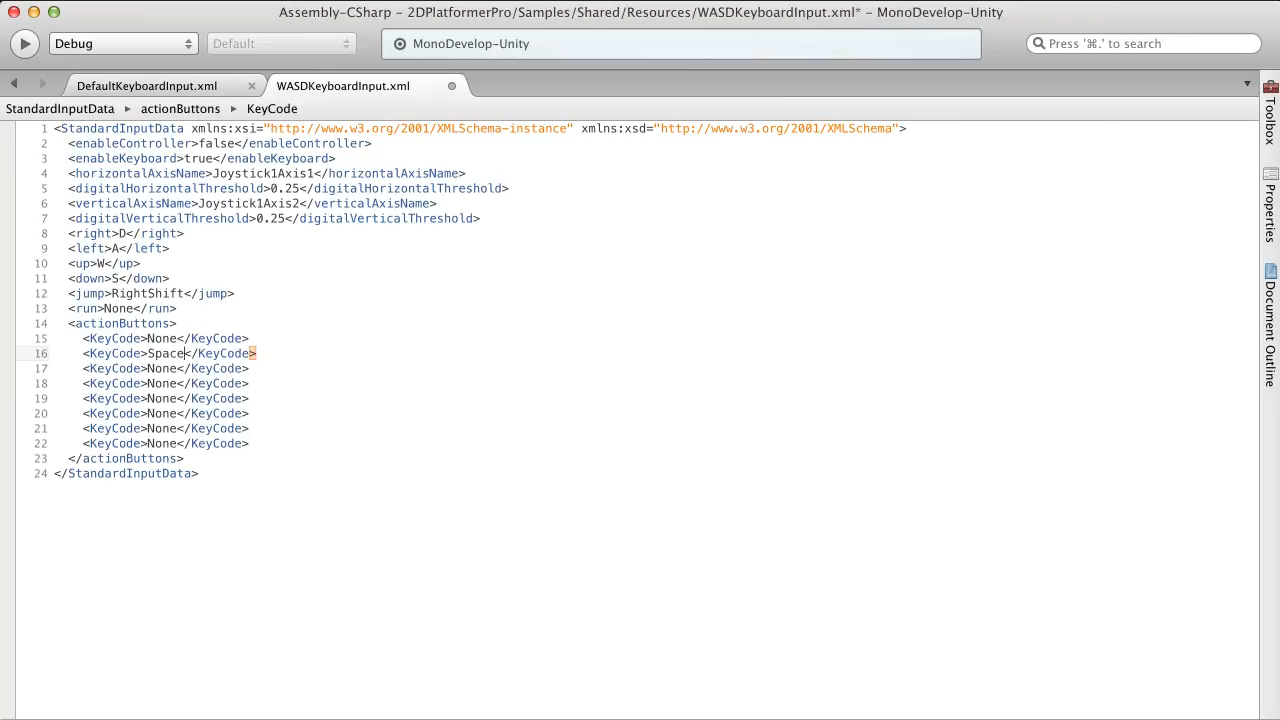 Assembly-CSharp – 2DPlatformerPro/Samples/Shared/Resources/WASDKeyboardInput.xml* – MonoDevelop-Unity
Debug
Default
MonoDevelop-Unity
Press '⌘.' to search
DefaultKeyboardInput.xml
WASDKeyboardInput.xml
StandardInputData ▸ actionButtons ▸ KeyCode
1 <StandardInputData xmlns:xsi="http://www.w3.org/2001/XMLSchema-instance" xmlns:xsd="http://www.w3.org/2001/XMLSchema">
2 <enableController>false</enableController>
3 <enableKeyboard>true</enableKeyboard>
4 <horizontalAxisName>Joystick1Axis1</horizontalAxisName>
5 <digitalHorizontalThreshold>0.25</digitalHorizontalThreshold>
6 <verticalAxisName>Joystick1Axis2</verticalAxisName>
7 <digitalVerticalThreshold>0.25</digitalVerticalThreshold>
8 <right>D</right>
9 <left>A</left>
10 <up>W</up>
11 <down>S</down>
12 <jump>RightShift</jump>
13 <run>None</run>
14 <actionButtons>
15 <KeyCode>None</KeyCode>
16 <KeyCode>Space</KeyCode>
17 <KeyCode>None</KeyCode>
18 <KeyCode>None</KeyCode>
19 <KeyCode>None</KeyCode>
20 <KeyCode>None</KeyCode>
21 <KeyCode>None</KeyCode>
22 <KeyCode>None</KeyCode>
23 </actionButtons>
24 </StandardInputData>
Toolbox
Properties
Document Outline